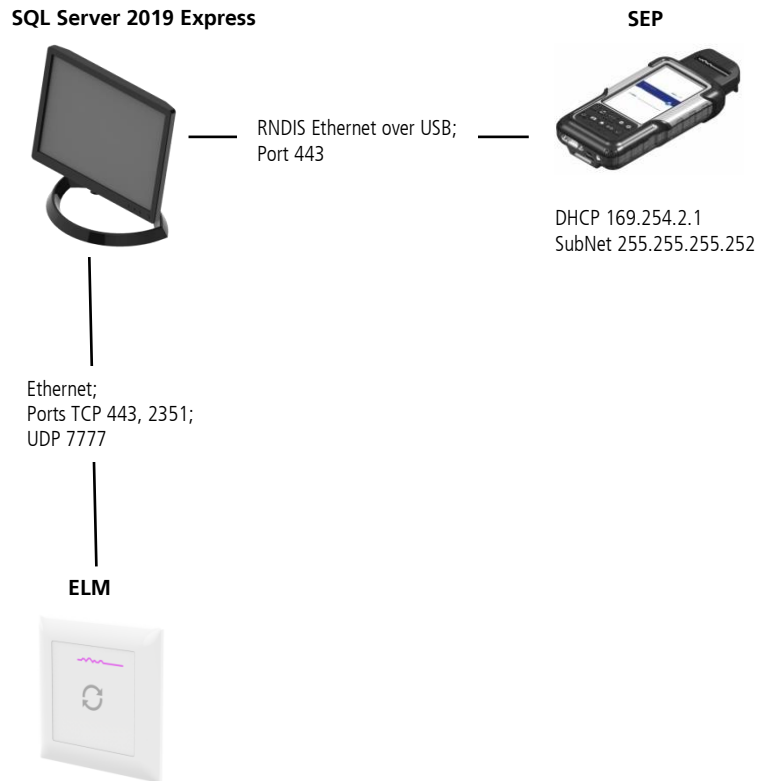 SQL Server 2019 Express
SEP
RNDIS Ethernet over USB;
Port 443
DHCP 169.254.2.1
SubNet 255.255.255.252
Ethernet;
Ports TCP 443, 2351;
UDP 7777
ELM